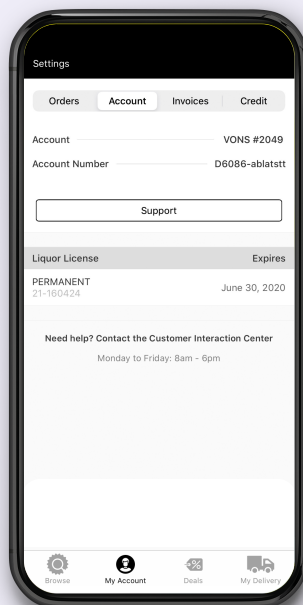 Settings
Orders Account Invoices Credit
Account VONS #2049
Account Number D6086-ablatstt
Support
Liquor License Expires
PERMANENT
21-160424
June 30, 2020
Need help? Contact the Customer Interaction Center
Monday to Friday: 8am - 6pm
Browse My Account Deals My Delivery